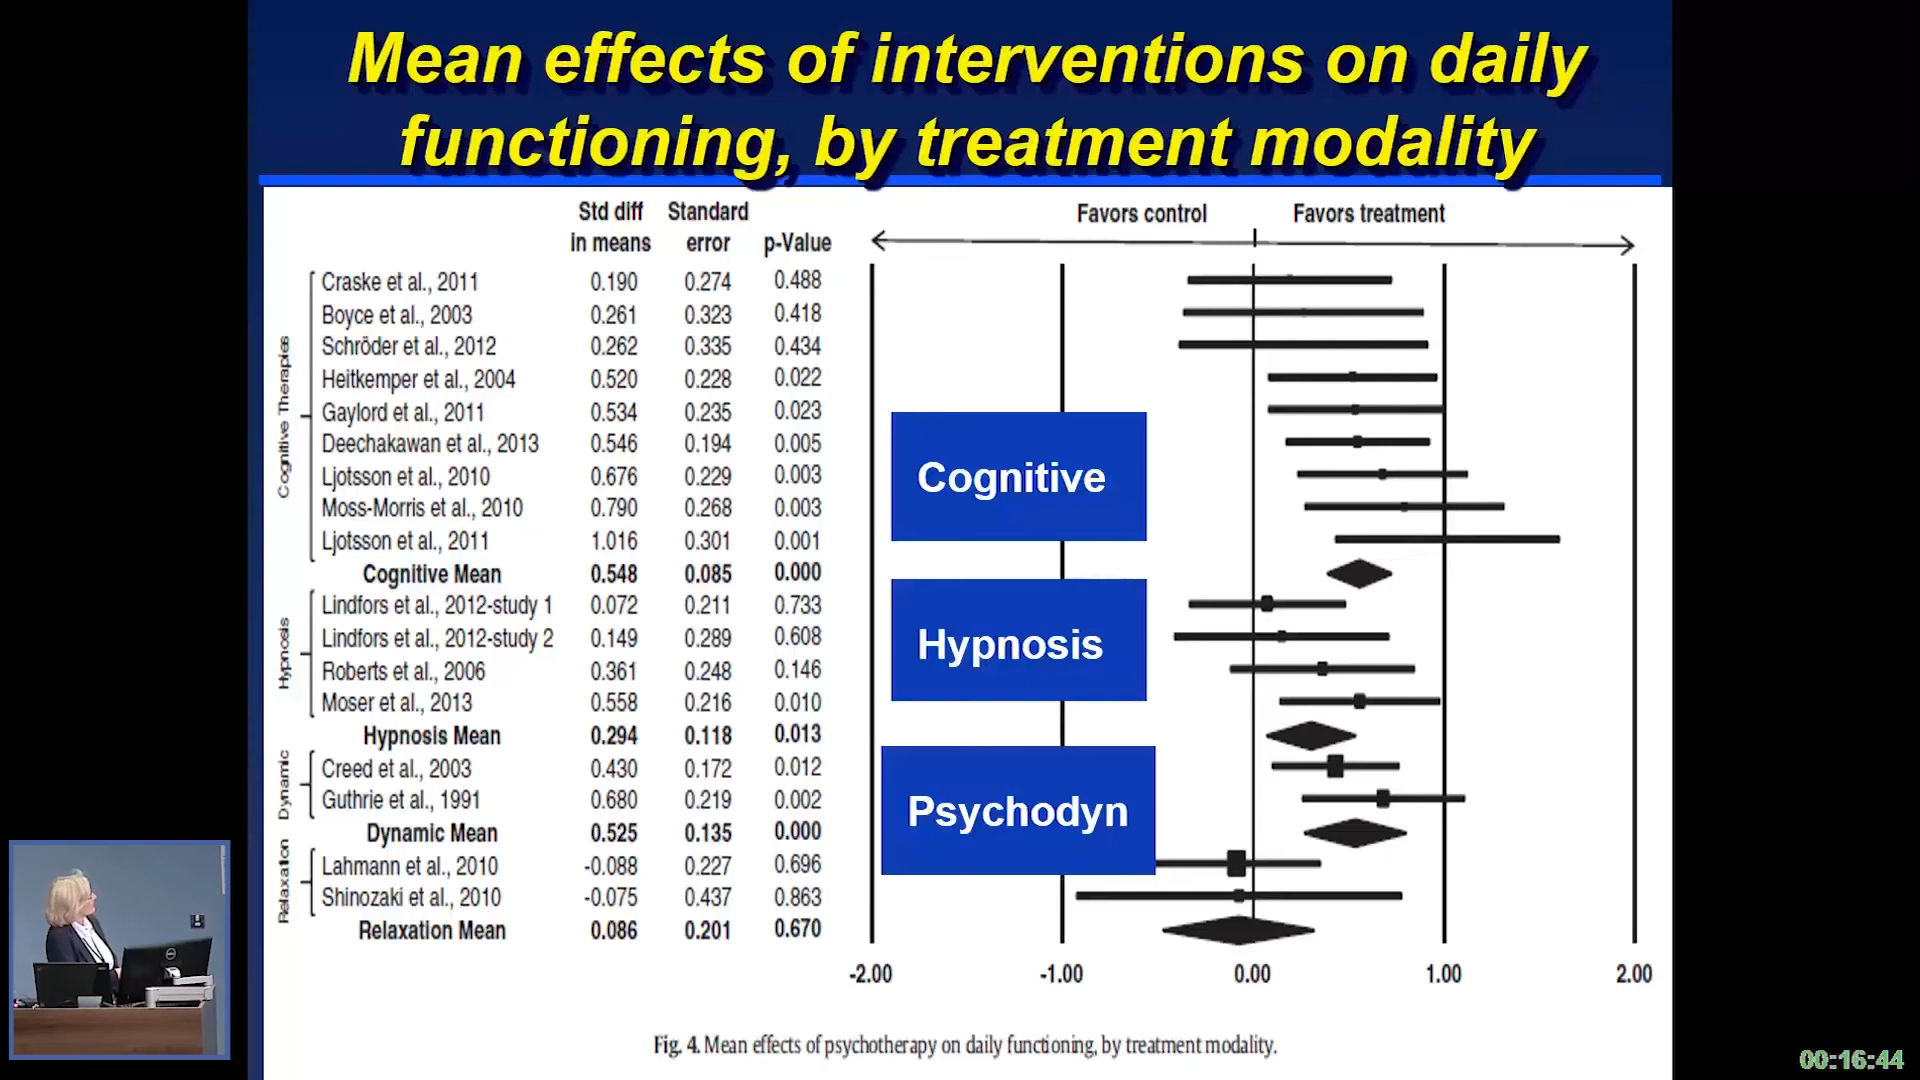 Mean effects of interventions on daily
functioning, by treatment modality
Std diff in means Standard error p-Value
Favors control Favors treatment
Cognitive Therapies
Craske et al., 2011 0.190 0.274 0.488
Boyce et al., 2003 0.261 0.323 0.418
Schröder et al., 2012 0.262 0.335 0.434
Heitkemper et al., 2004 0.520 0.228 0.022
Gaylord et al., 2011 0.534 0.235 0.023
Deechakawan et al., 2013 0.546 0.194 0.005
Ljotsson et al., 2010 0.676 0.229 0.003
Moss-Morris et al., 2010 0.790 0.268 0.003
Ljotsson et al., 2011 1.016 0.301 0.001
Cognitive Mean 0.548 0.085 0.000
Cognitive
Hypnosis
Lindfors et al., 2012-study 1 0.072 0.211 0.733
Lindfors et al., 2012-study 2 0.149 0.289 0.608
Roberts et al., 2006 0.361 0.248 0.146
Moser et al., 2013 0.558 0.216 0.010
Hypnosis Mean 0.294 0.118 0.013
Hypnosis
Dynamic
Creed et al., 2003 0.430 0.172 0.012
Guthrie et al., 1991 0.680 0.219 0.002
Dynamic Mean 0.525 0.135 0.000
Psychodyn
Relaxation
Lahmann et al., 2010 -0.088 0.227 0.696
Shinozaki et al., 2010 -0.075 0.437 0.863
Relaxation Mean 0.086 0.201 0.670
-2.00 -1.00 0.00 1.00 2.00
Fig. 4. Mean effects of psychotherapy on daily functioning, by treatment modality.
DELL
00:16:44